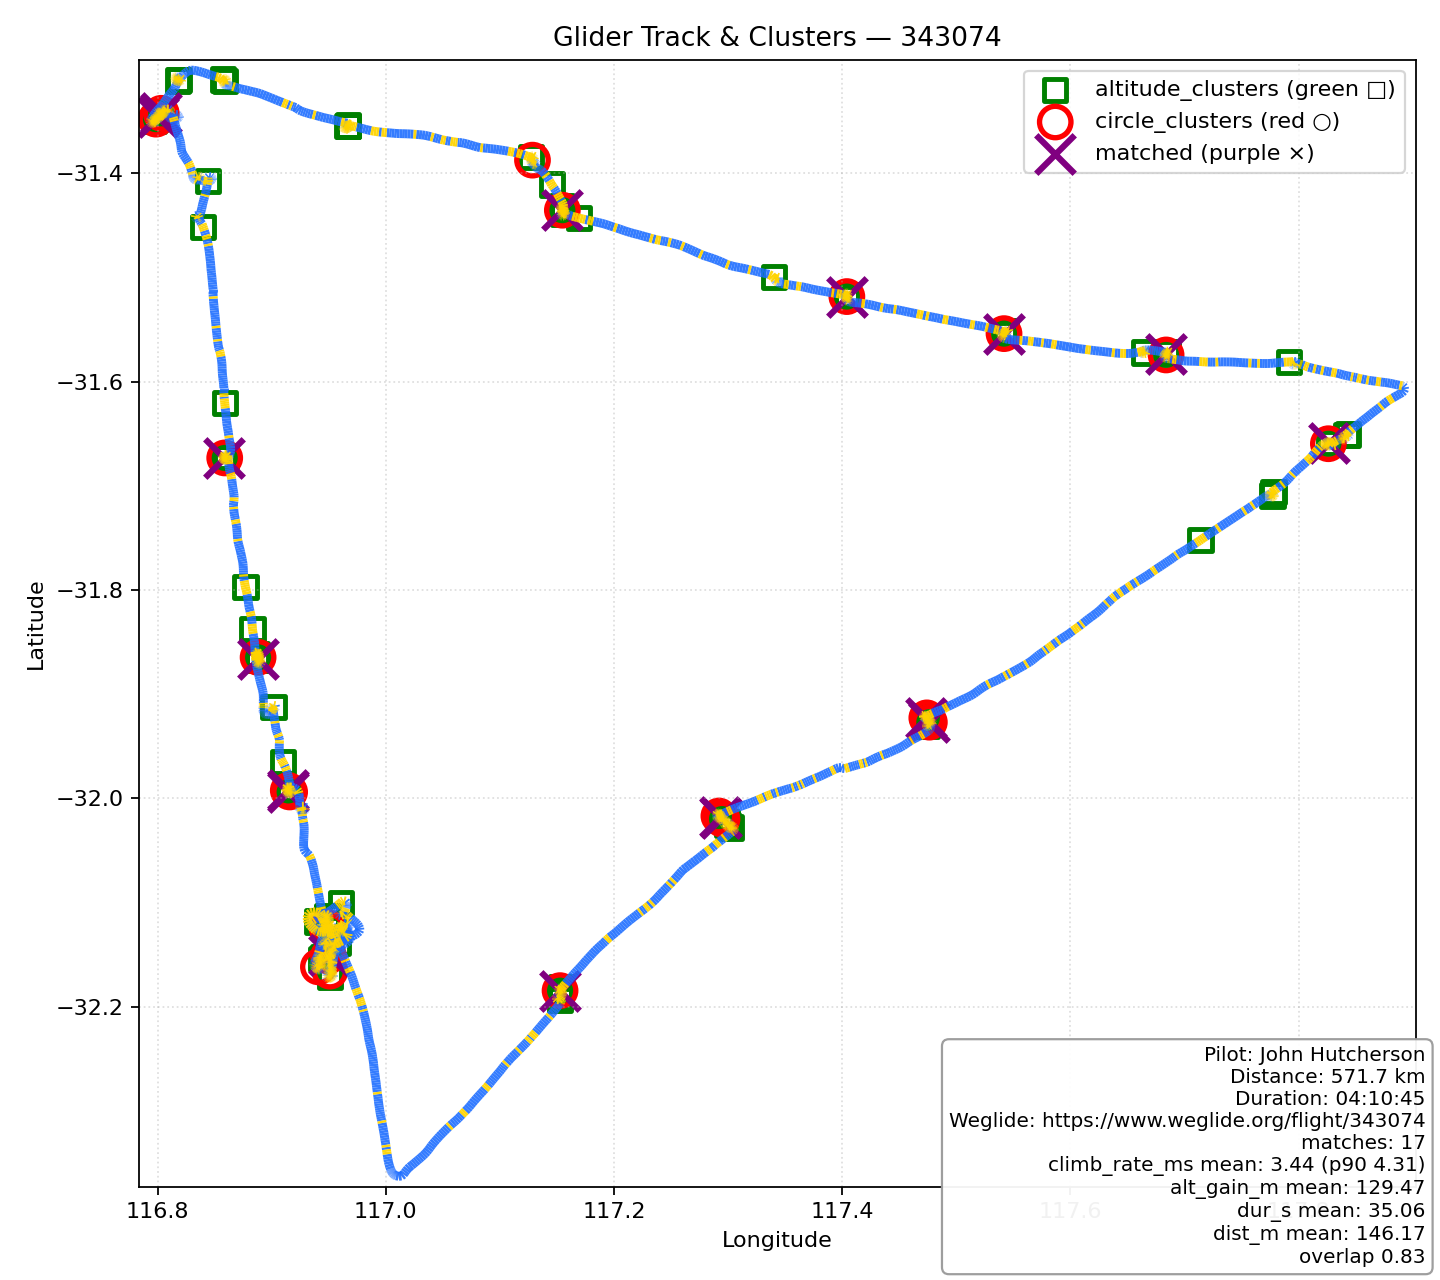 Glider Track & Clusters — 343074
altitude_clusters (green □)
circle_clusters (red ○)
matched (purple ×)
Latitude
−31.4
−31.6
−31.8
−32.0
−32.2
116.8
117.0
117.2
117.4
117.6
Longitude
Pilot: John Hutcherson
Distance: 571.7 km
Duration: 04:10:45
Weglide: https://www.weglide.org/flight/343074
matches: 17
climb_rate_ms mean: 3.44 (p90 4.31)
alt_gain_m mean: 129.47
dur_s mean: 35.06
dist_m mean: 146.17
overlap 0.83